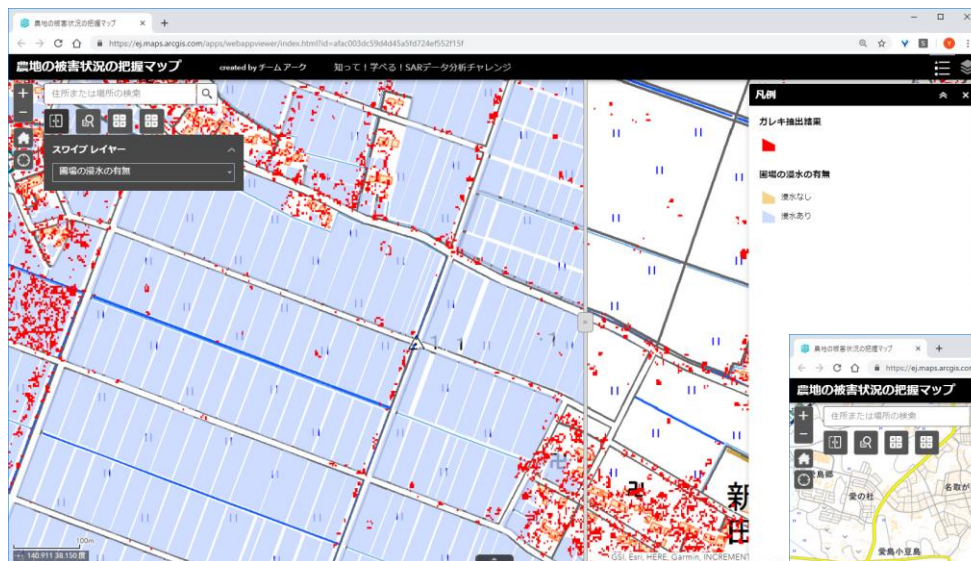 農地の被害状況の把握マップ
https://ej.maps.arcgis.com/apps/webappviewer/index.html?id=afac003dc59d4d45a5fd724ef552f15f
農地の被害状況の把握マップ
created by チーム アーク
知って！学べる！SARデータ分析チャレンジ
住所または場所の検索
スワイプ レイヤー
圃場の浸水の有無
凡例
ガレキ抽出結果
圃場の浸水の有無
浸水なし
浸水あり
2.1
1
新
田
100m
140.911 38.150 度
GSI, Esri, HERE, Garmin, INCREMENT
農地の被害状況の把握マップ
https://ej.maps.arcgis.com
農地の被害状況の把握マップ
住所または場所の検索
愛島郷
愛の杜
名取が
愛島小豆島